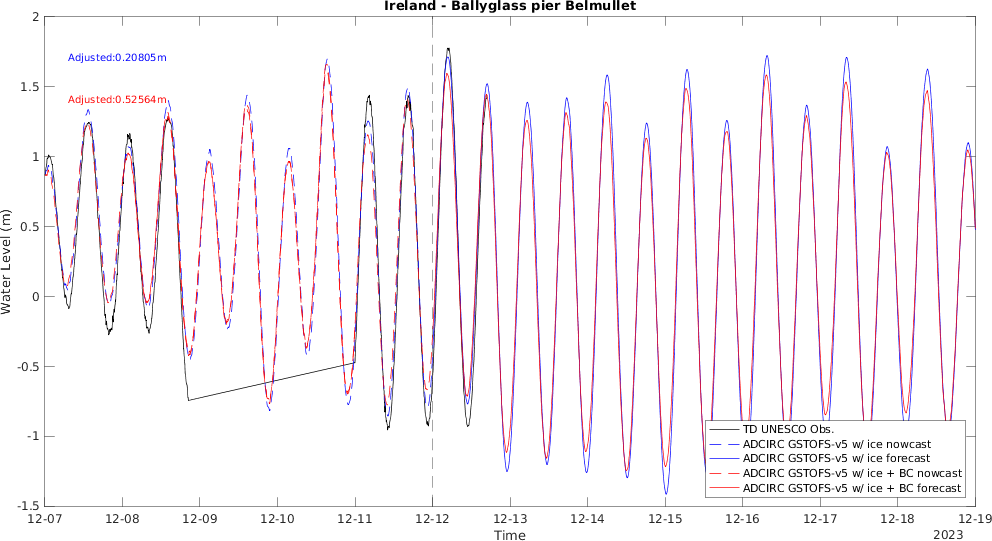 Ireland - Ballyglass pier Belmullet
Adjusted:0.20805m
Adjusted:0.52564m
Water Level (m)
2
1.5
1
0.5
0
-0.5
-1
-1.5
TD UNESCO Obs.
ADCIRC GSTOFS-v5 w/ ice nowcast
ADCIRC GSTOFS-v5 w/ ice forecast
ADCIRC GSTOFS-v5 w/ ice + BC nowcast
ADCIRC GSTOFS-v5 w/ ice + BC forecast
12-07 12-08 12-09 12-10 12-11 12-12 12-13 12-14 12-15 12-16 12-17 12-18 12-19
Time
2023